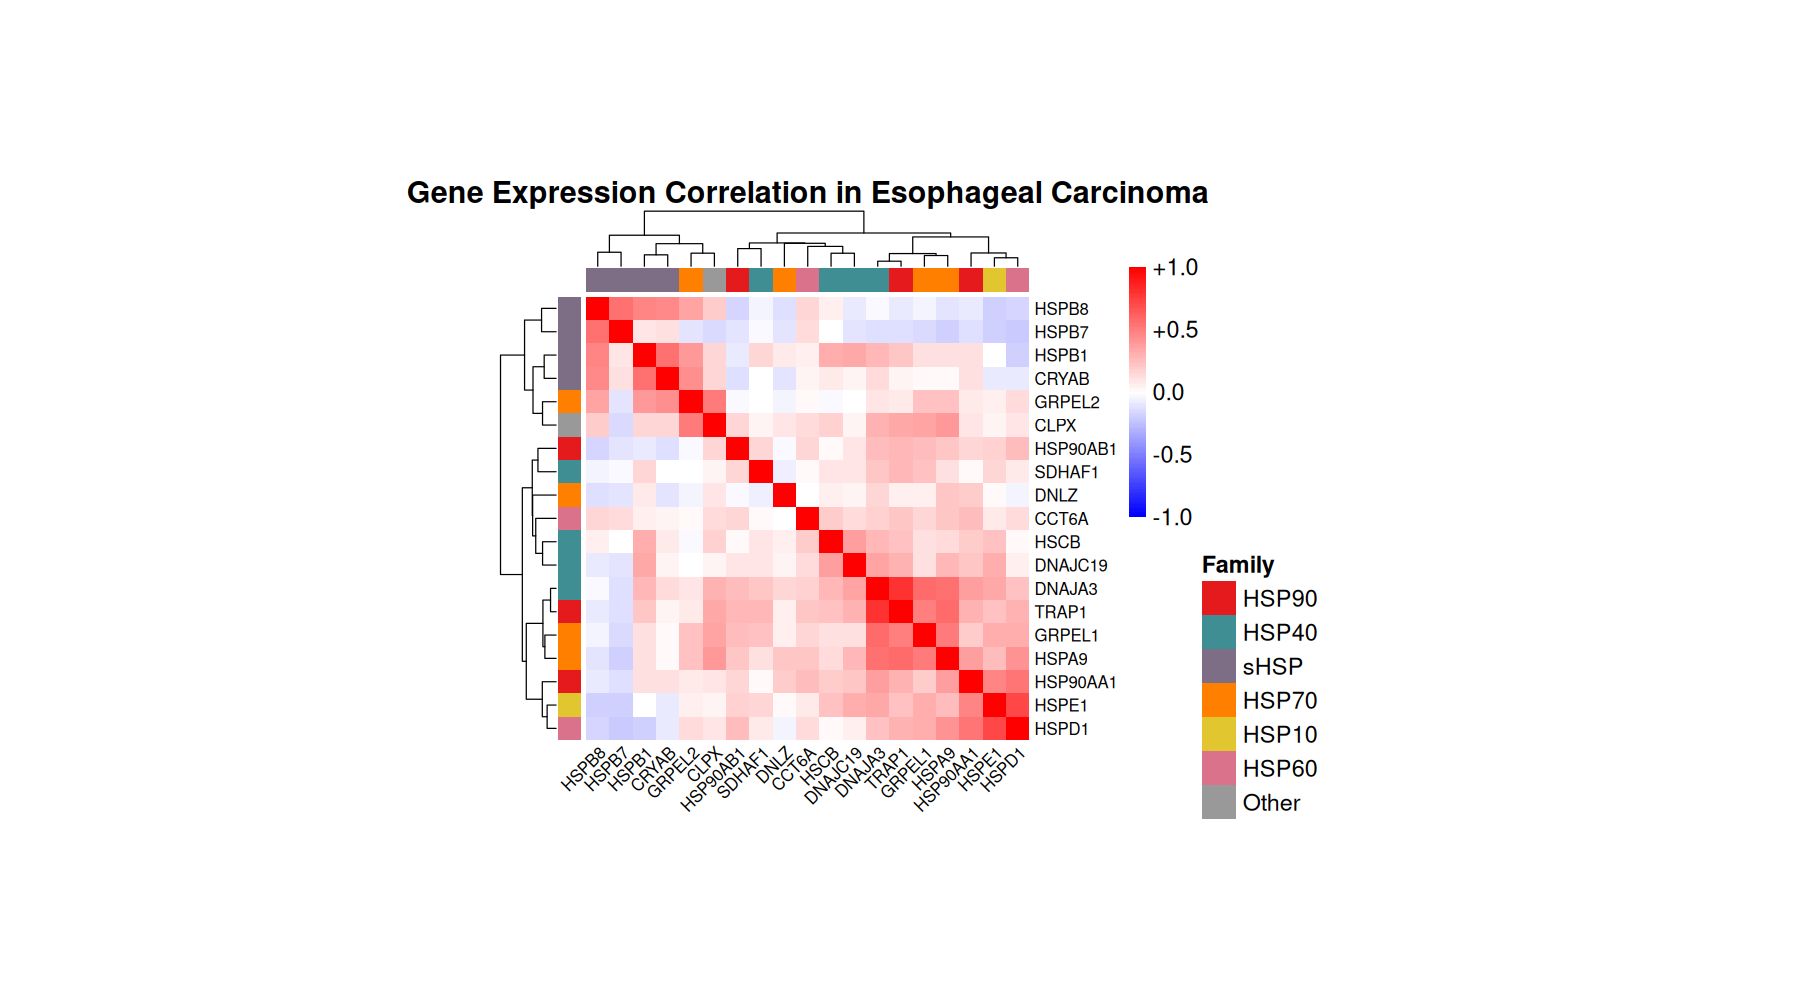 Gene Expression Correlation in Esophageal Carcinoma
+1.0
+0.5
0.0
-0.5
-1.0
HSPB8
HSPB7
HSPB1
CRYAB
GRPEL2
CLPX
HSP90AB1
SDHAF1
DNLZ
CCT6A
HSCB
DNAJC19
DNAJA3
TRAP1
GRPEL1
HSPA9
HSP90AA1
HSPE1
HSPD1
HSPB8
HSPB7
HSPB1
CRYAB
GRPEL2
CLPX
HSP90AB1
SDHAF1
DNLZ
CCT6A
HSCB
DNAJC19
DNAJA3
TRAP1
GRPEL1
HSPA9
HSP90AA1
HSPE1
HSPD1
Family
HSP90
HSP40
sHSP
HSP70
HSP10
HSP60
Other